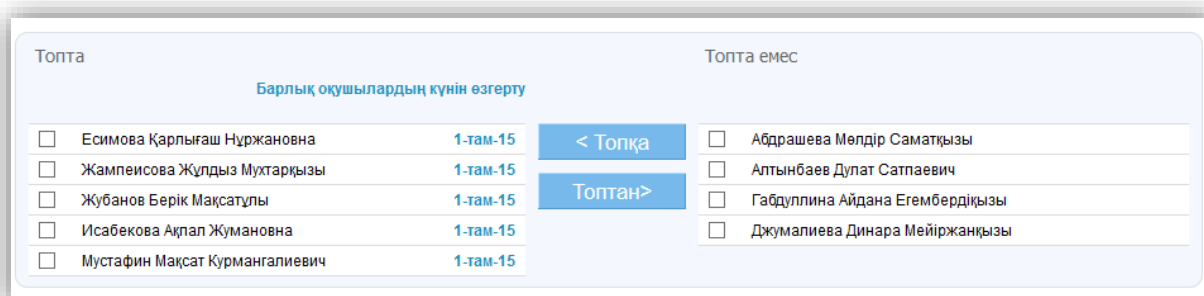 Топта
Топта емес
Барлық оқушылардың күнін өзгерту
Есимова Қарлығаш Нұржановна 1-там-15
Жампеисова Жұлдыз Мухтарқызы 1-там-15
Жубанов Берік Мақсатұлы 1-там-15
Исабекова Ақпал Жумановна 1-там-15
Мустафин Мақсат Курмангалиевич 1-там-15
< Топқа
Топтан>
Абдрашева Мөлдір Саматқызы
Алтынбаев Дулат Сатпаевич
Габдуллина Айдана Егембердіқызы
Джумалиева Динара Мейіржанқызы